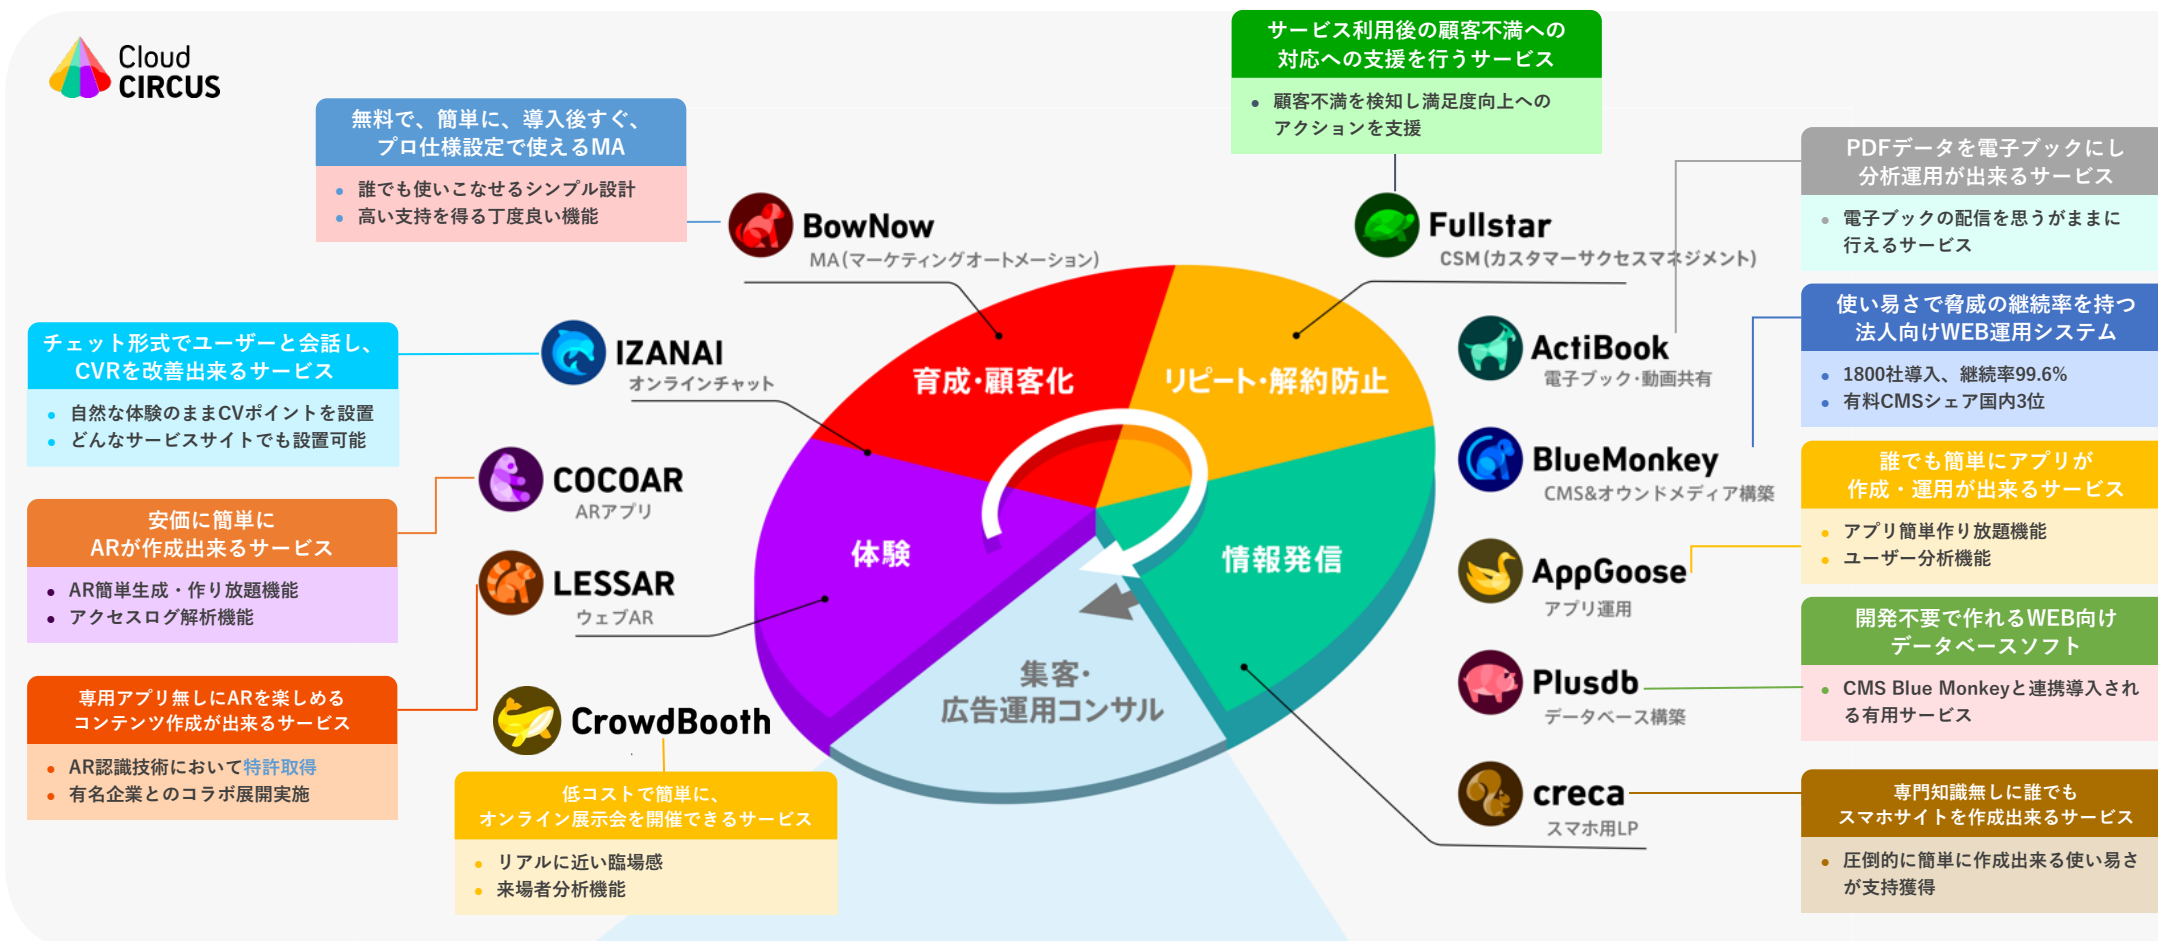 Cloud
CIRCUS
サービス利用後の顧客不満への
対応への支援を行うサービス
顧客不満を検知し満足度向上への
アクションを支援
無料で、簡単に、導入後すぐ、
プロ仕様設定で使えるMA
誰でも使いこなせるシンプル設計
高い支持を得る丁度良い機能
BowNow
MA(マーケティングオートメーション)
Fullstar
CSM(カスタマーサクセスマネジメント)
PDFデータを電子ブックにし
分析運用が出来るサービス
電子ブックの配信を思うがままに
行えるサービス
チェット形式でユーザーと会話し、
CVRを改善出来るサービス
自然な体験のままCVポイントを設置
どんなサービスサイトでも設置可能
IZANAI
オンラインチャット
ActiBook
電子ブック・動画共有
使い易さで脅威の継続率を持つ
法人向けWEB運用システム
1800社導入、継続率99.6%
有料CMSシェア国内3位
育成・顧客化
リピート・解約防止
COCOAR
ARアプリ
BlueMonkey
CMS&オウンドメディア構築
安価に簡単に
ARが作成出来るサービス
AR簡単生成・作り放題機能
アクセスログ解析機能
誰でも簡単にアプリが
作成・運用が出来るサービス
アプリ簡単作り放題機能
ユーザー分析機能
体験
情報発信
LESSAR
ウェブAR
AppGoose
アプリ運用
専用アプリ無しにARを楽しめる
コンテンツ作成が出来るサービス
AR認識技術において特許取得
有名企業とのコラボ展開実施
開発不要で作れるWEB向け
データベースソフト
CMS Blue Monkeyと連携導入され
る有用サービス
集客・
広告運用コンサル
CrowdBooth
Plusdb
データベース構築
低コストで簡単に、
オンライン展示会を開催できるサービス
リアルに近い臨場感
来場者分析機能
creca
スマホ用LP
専門知識無しに誰でも
スマホサイトを作成出来るサービス
圧倒的に簡単に作成出来る使い易さ
が支持獲得